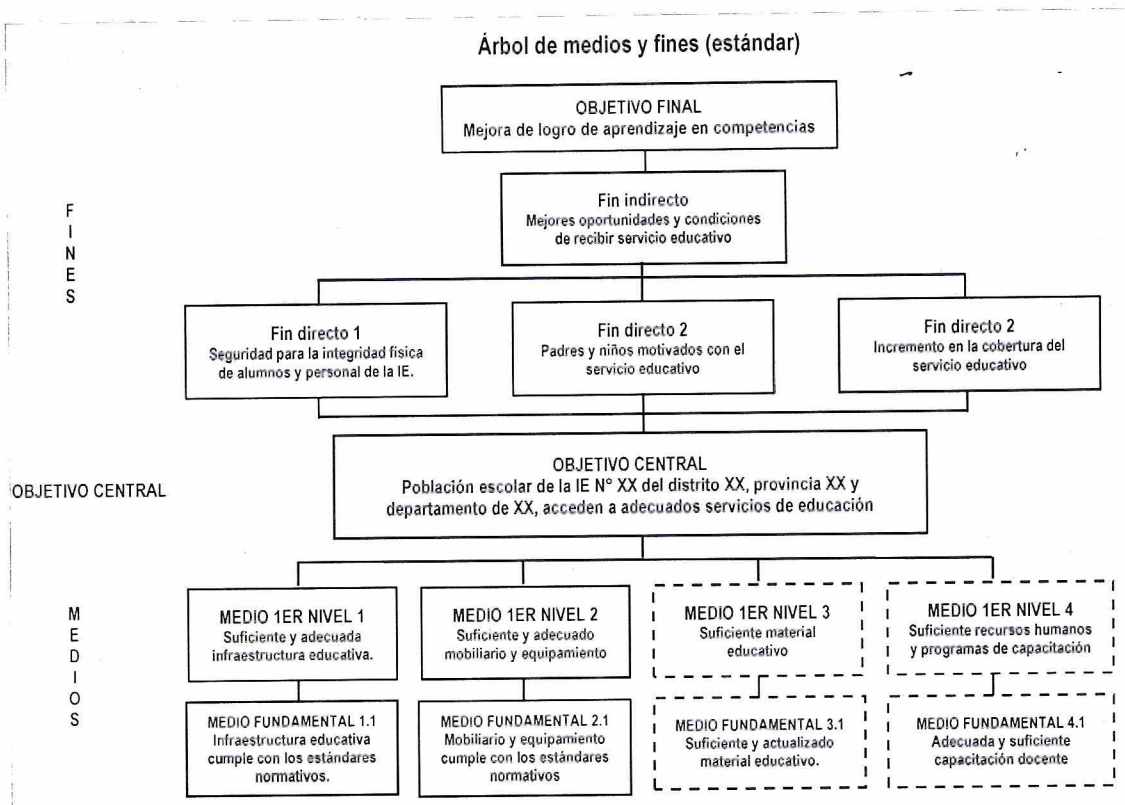 Árbol de medios y fines (estándar)
OBJETIVO FINAL
Mejora de logro de aprendizaje en competencias
Fin indirecto
Mejores oportunidades y condiciones
de recibir servicio educativo
F
I
N
E
S
Fin directo 1
Seguridad para la integridad física
de alumnos y personal de la IE.
Fin directo 2
Padres y niños motivados con el
servicio educativo
Fin directo 2
Incremento en la cobertura del
servicio educativo
OBJETIVO CENTRAL
OBJETIVO CENTRAL
Población escolar de la IE N° XX del distrito XX, provincia XX y
departamento de XX, acceden a adecuados servicios de educación
M
E
D
I
O
S
MEDIO 1ER NIVEL 1
Suficiente y adecuada
infraestructura educativa.
MEDIO 1ER NIVEL 2
Suficiente y adecuado
mobiliario y equipamiento
MEDIO 1ER NIVEL 3
Suficiente material
educativo
MEDIO 1ER NIVEL 4
Suficiente recursos humanos
y programas de capacitación
MEDIO FUNDAMENTAL 1.1
Infraestructura educativa
cumple con los estándares
normativos.
MEDIO FUNDAMENTAL 2.1
Mobiliario y equipamiento
cumple con los estándares
normativos
MEDIO FUNDAMENTAL 3.1
Suficiente y actualizado
material educativo.
MEDIO FUNDAMENTAL 4.1
Adecuada y suficiente
capacitación docente